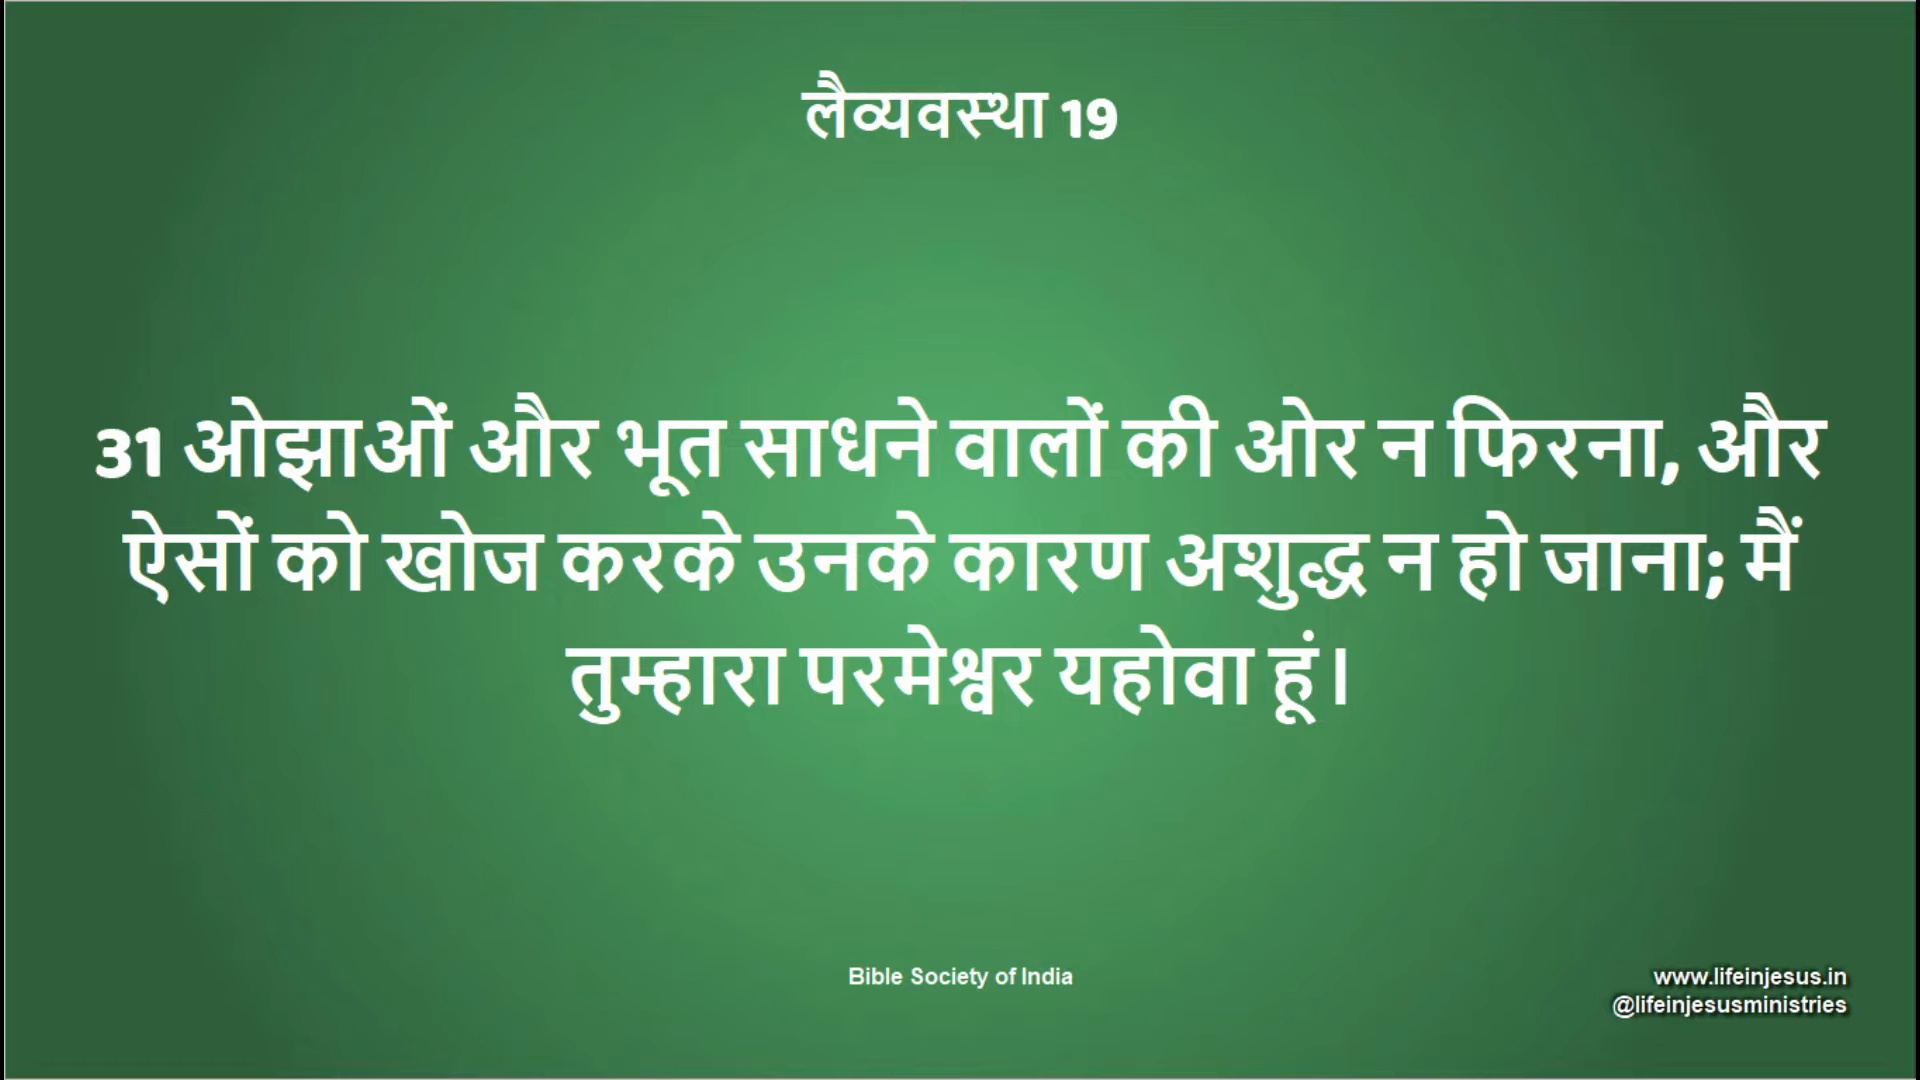 लैव्यवस्था 19
31 ओझाओं और भूत साधने वालों की ओर न फिरना, और
ऐसों को खोज करके उनके कारण अशुद्ध न हो जाना; मैं
तुम्हारा परमेश्वर यहोवा हूं।
Bible Society of India
www.lifeinjesus.in
@lifeinjesusministries